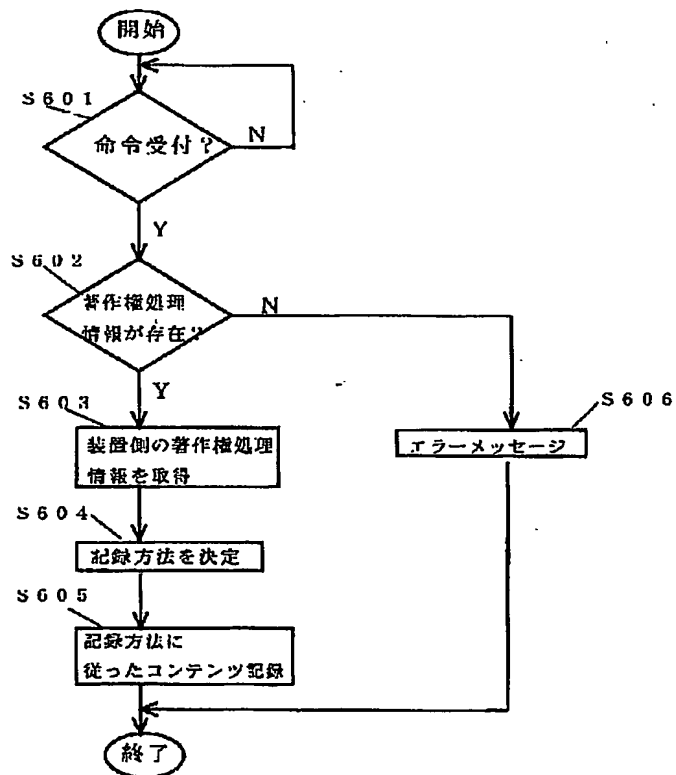 開始
S601
命令受付？
N
Y
S602
著作権処理
情報が存在？
N
Y
S603
装置側の著作権処理
情報を取得
S606
エラーメッセージ
S604
記録方法を決定
S605
記録方法に
従ったコンテンツ記録
終了